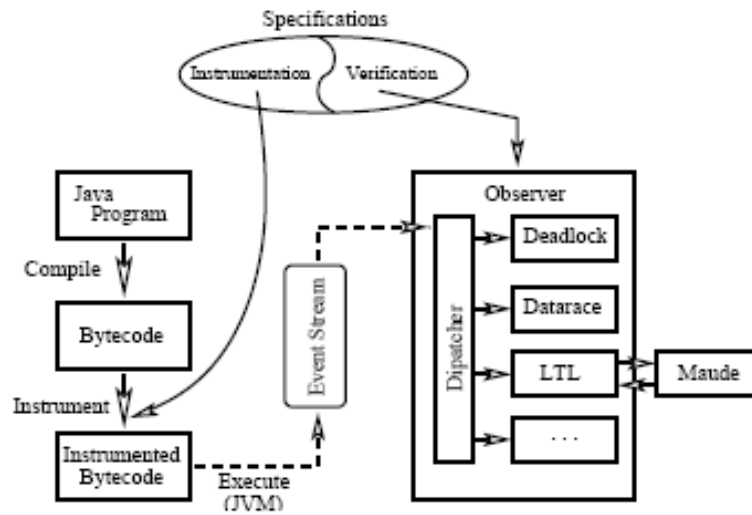 Specifications
Instrumentation
Verification
Java
Program
Compile
Bytecode
Instrument
Instrumented
Bytecode
Execute
(JVM)
Event Stream
Observer
Dipatcher
Deadlock
Datarace
LTL
. . .
Maude